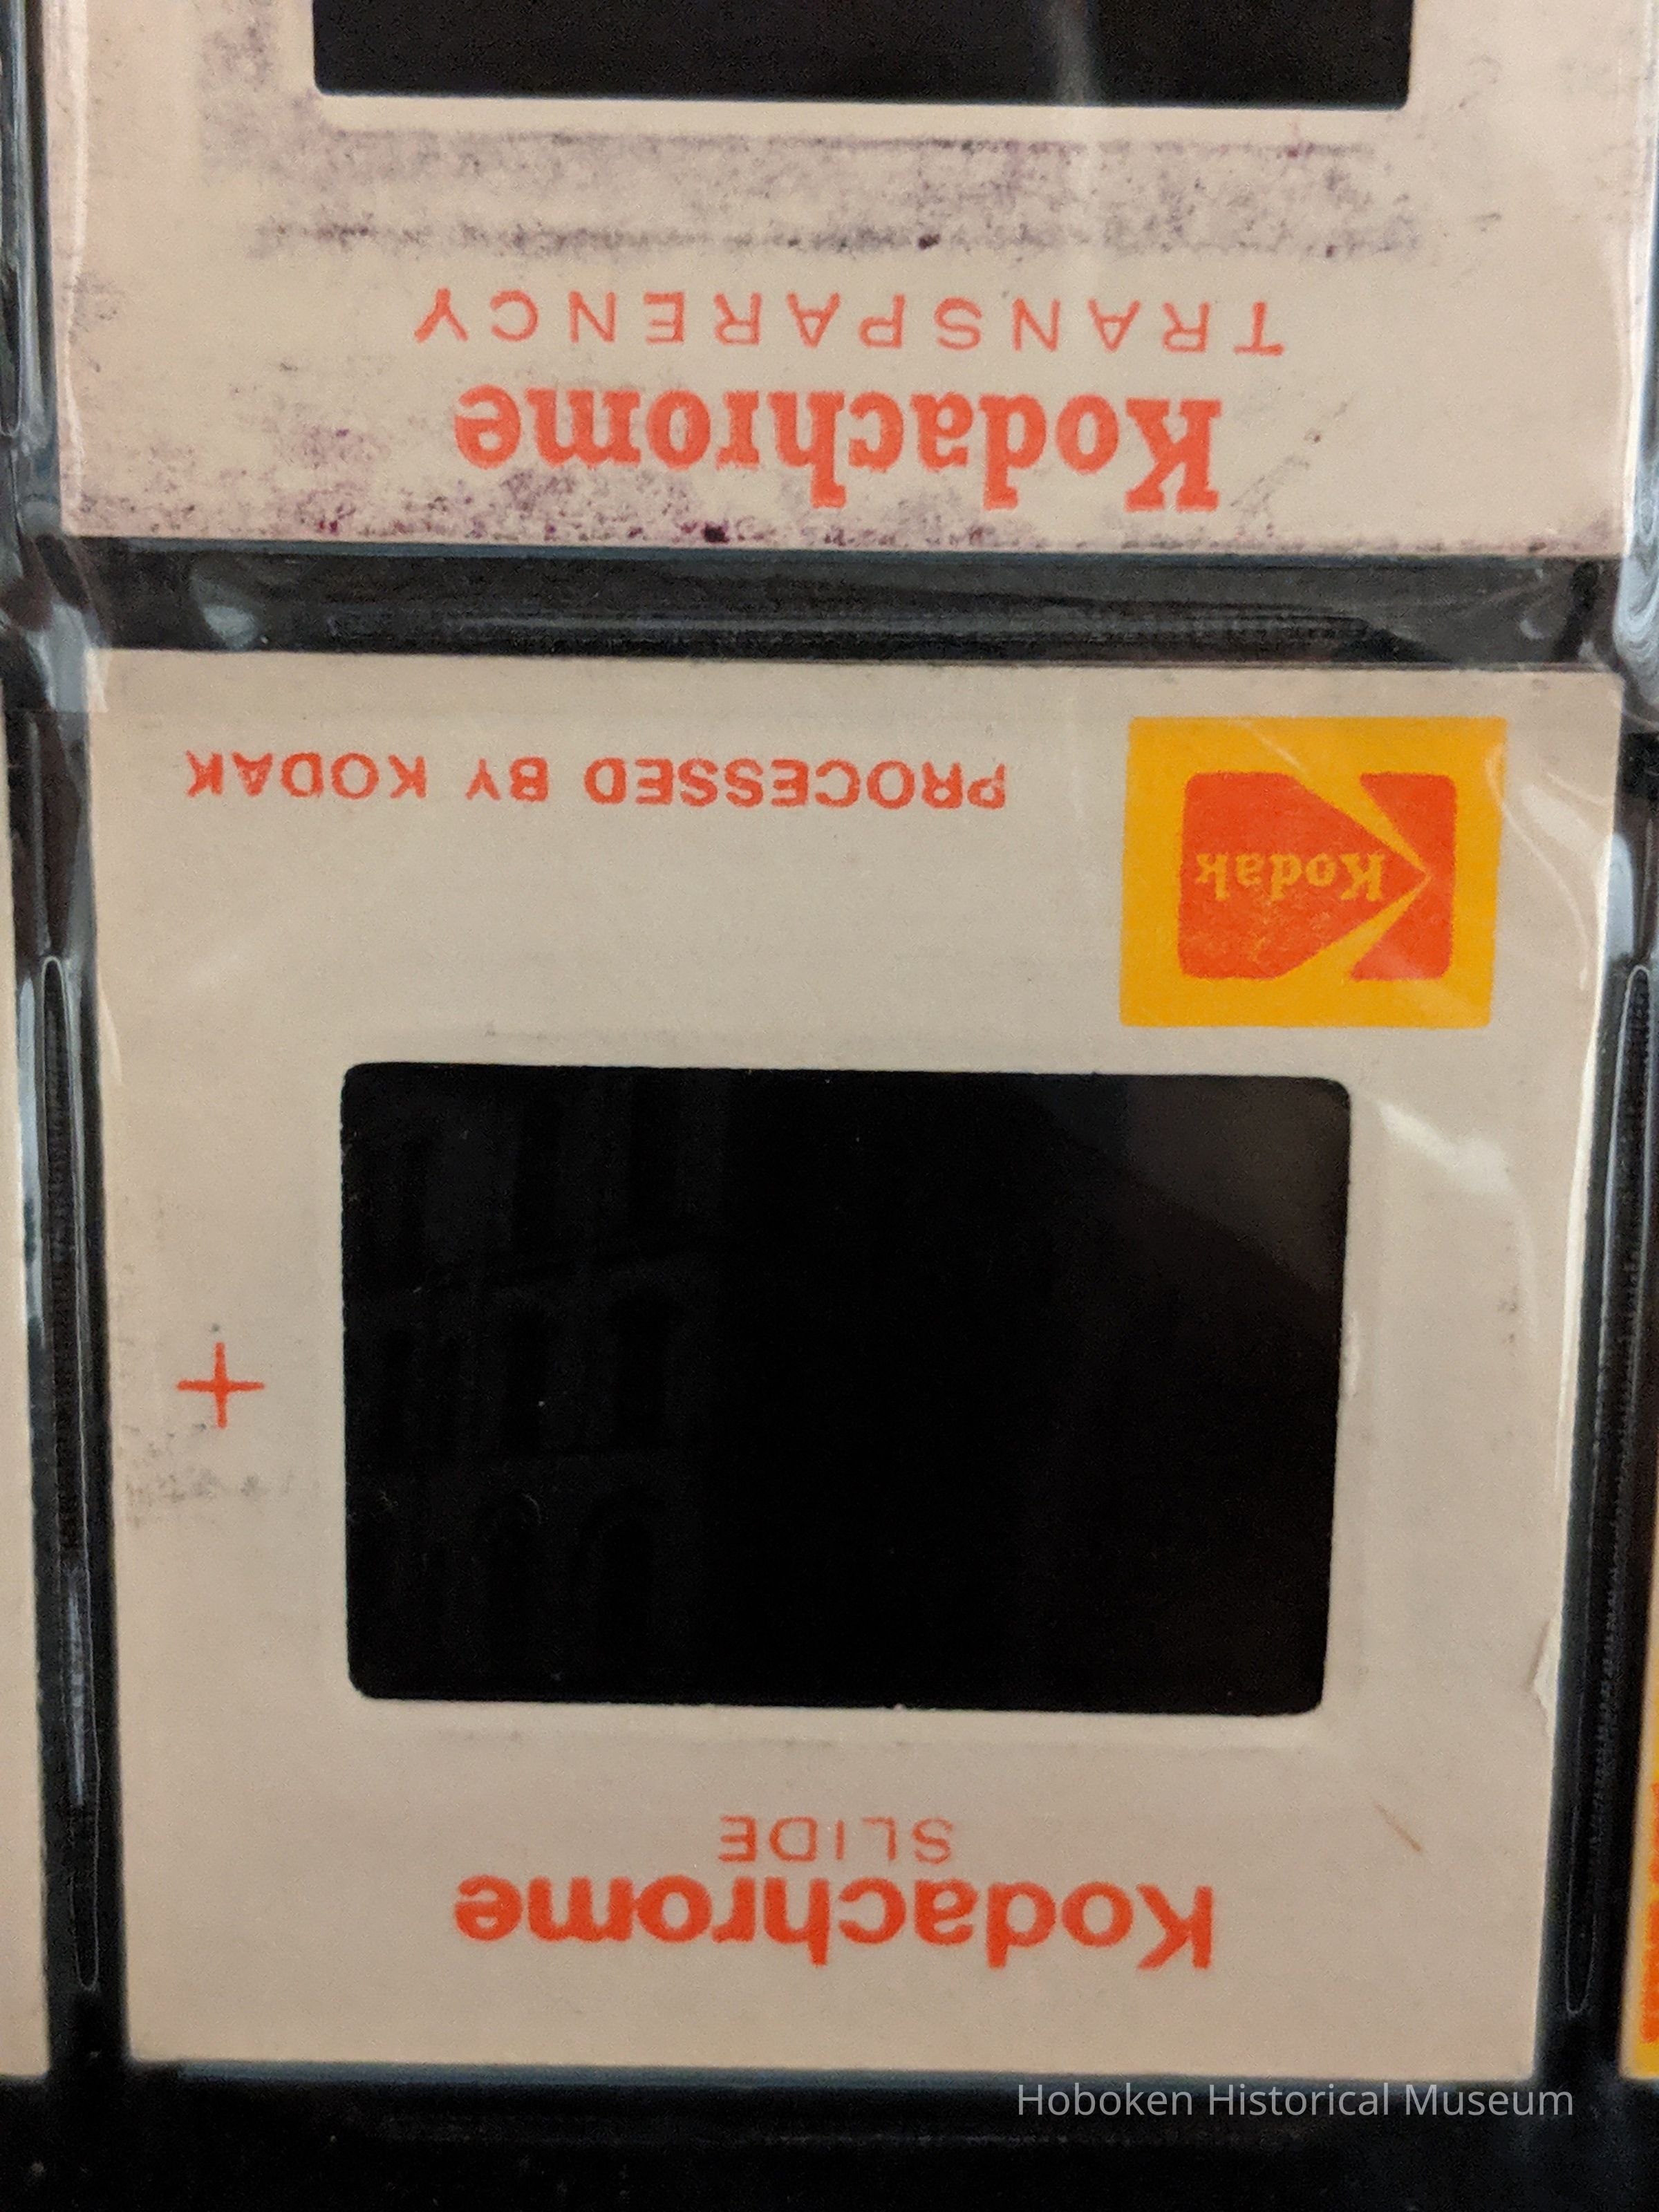 TRANSPARENCY
Kodachrome
PROCESSED BY KODAK
Kodak
SLIDE
Kodachrome
Hoboken Historical Museum